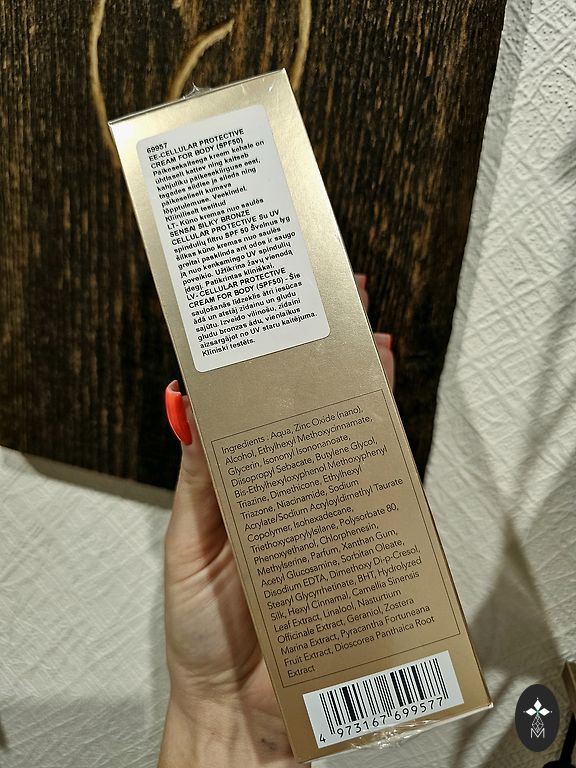 69957
EE-CELLULAR PROTECTIVE
CREAM FOR BODY (SPF50)
Päikesekaitsega kreem kehale on
ühtlaselt kattev ning kaitseb
kahjuliku päikesekiirguse eest,
tagades siidise ja sileda ning
päikeseliselt kumava
lõpptulemuse. Veekindel.
Kliiniliselt testitud
LT- Kūno kremas nuo saulės
SENSAI SILKY BRONZE
CELLULAR PROTECTIVE Su UV
spindulių filtru SPF 50 Švelnus lyg
šilkas kūno kremas nuo saulės
greitai pasklinda ant odos ir saugo
ją nuo kenksmingo UV spindulių
poveikio. Užtikrina žavų vienodą
įdegį. Patikrintas kliniškai.
LV- CELLULAR PROTECTIVE
CREAM FOR BODY (SPF50) - Šis
sauļošanās līdzeklis ātri iesūcas
ādā un atstāj zīdainu un gludu
sajūtu. Izveido vilinošu, zīdaini
gludu bronzas ādu, vienlaikus
aizsargājot no UV staru kaitējuma.
Klīniski testēts.
Ingredients : Aqua, Zinc Oxide (nano),
Alcohol, Ethylhexyl Methoxycinnamate,
Glycerin, Isononyl Isononanoate,
Diisopropyl Sebacate, Butylene Glycol,
Bis-Ethylhexyloxyphenol Methoxyphenyl
Triazine, Dimethicone, Ethylhexyl
Triazone, Niacinamide, Sodium
Acrylate/Sodium Acryloyldimethyl Taurate
Copolymer, Isohexadecane,
Triethoxycaprylylsilane, Polysorbate 80,
Phenoxyethanol, Chlorphenesin,
Methylserine, Parfum, Xanthan Gum,
Acetyl Glucosamine, Sorbitan Oleate,
Disodium EDTA, Dimethoxy Di-p-Cresol,
Stearyl Glycyrrhetinate, BHT, Hydrolyzed
Silk, Hexyl Cinnamal, Camellia Sinensis
Leaf Extract, Linalool, Nasturtium
Officinale Extract, Geraniol, Zostera
Marina Extract, Pyracantha Fortuneana
Fruit Extract, Dioscorea Panthaica Root
Extract
4 973167 699577
M